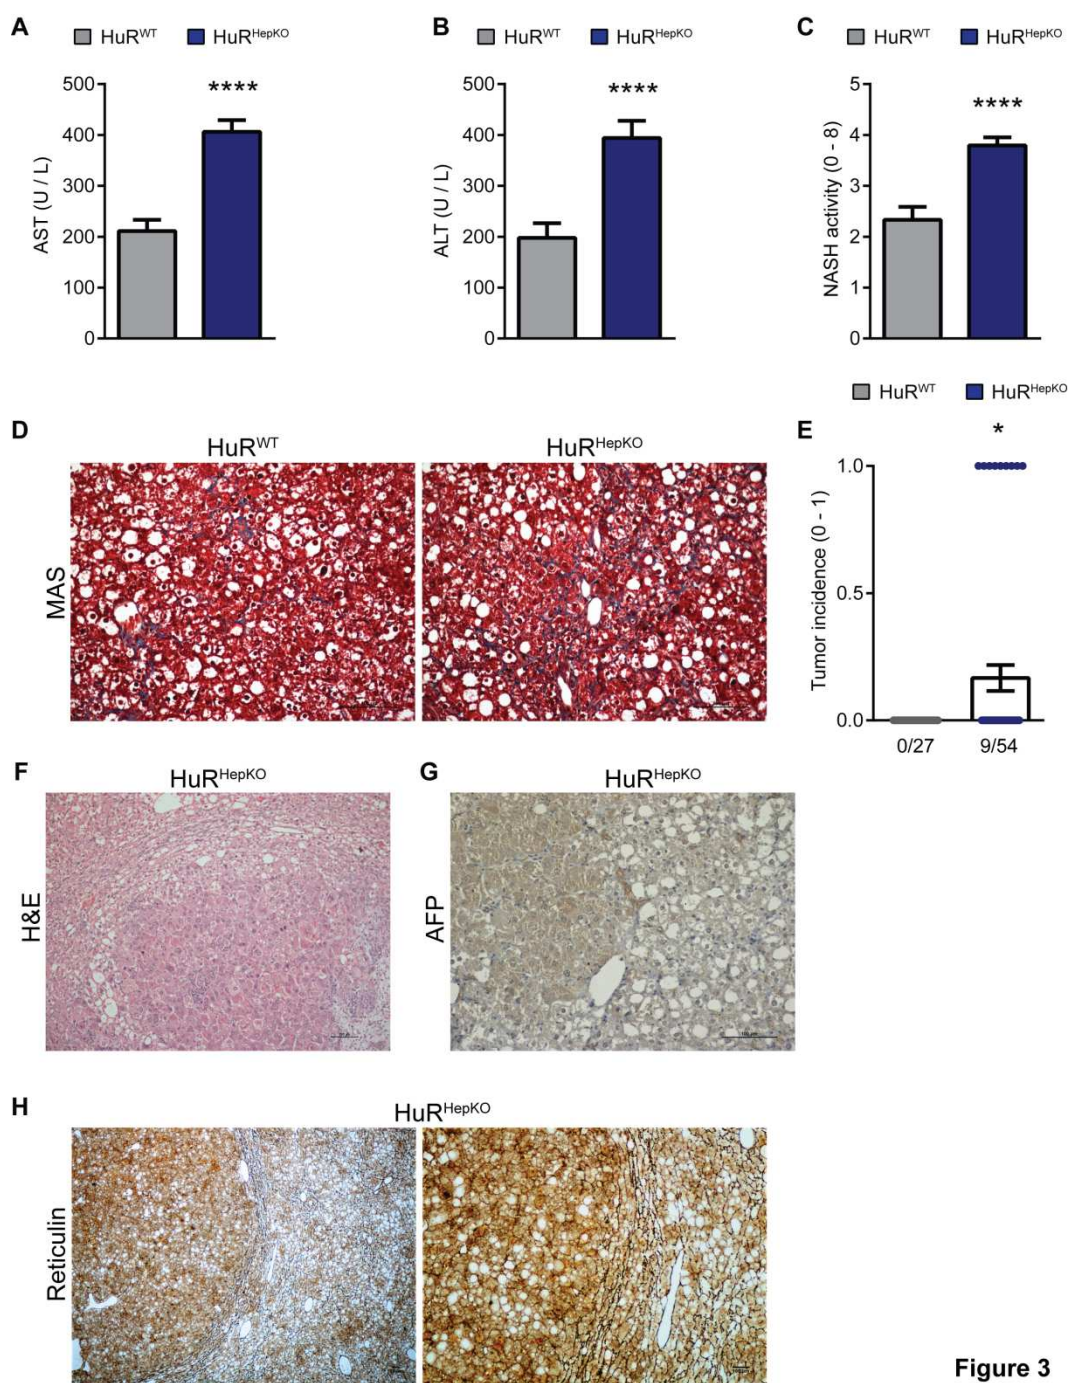 A HuR^WT HuR^HepKO
500
400
300
200
100
0
AST (U / L)
****
B HuR^WT HuR^HepKO
500
400
300
200
100
0
ALT (U / L)
****
C HuR^WT HuR^HepKO
5
4
3
2
1
0
NASH activity (0 - 8)
****
D
HuR^WT HuR^HepKO
MAS
HuR^WT HuR^HepKO
E
*
1.0
0.5
0.0
Tumor incidence (0 - 1)
0/27 9/54
F
HuR^HepKO
H&E
G
HuR^HepKO
AFP
H
HuR^HepKO
Reticulin
Figure 3